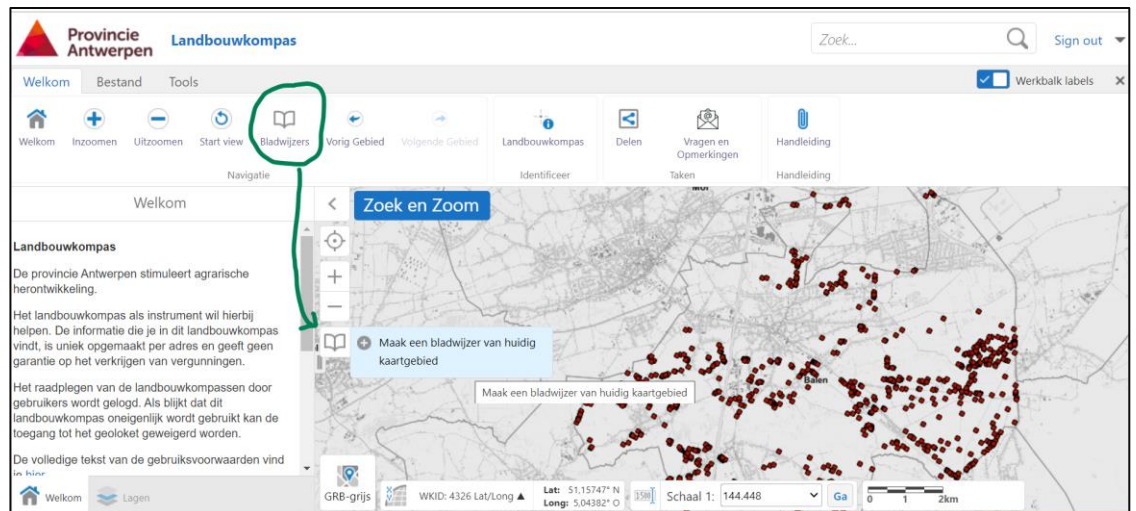 Provincie
Antwerpen
Landbouwkompas
Zoek...
Sign out
Welkom
Bestand
Tools
Werkbalk labels
Welkom
Inzoomen
Uitzoomen
Start view
Bladwijzers
Vorig Gebied
Volgende Gebied
Landbouwkompas
Delen
Vragen en
Opmerkingen
Handleiding
Navigatie
Identificeer
Taken
Handleiding
Welkom
Zoek en Zoom
Mol
Landbouwkompas
De provincie Antwerpen stimuleert agrarische
herontwikkeling.
Het landbouwkompas als instrument wil hierbij
helpen. De informatie die je in dit landbouwkompas
vindt, is uniek opgemaakt per adres en geeft geen
garantie op het verkrijgen van vergunningen.
Het raadplegen van de landbouwkompassen door
gebruikers wordt gelogd. Als blijkt dat dit
landbouwkompas oneigenlijk wordt gebruikt kan de
toegang tot het geoloket geweigerd worden.
De volledige tekst van de gebruiksvoorwaarden vind
je hier
Maak een bladwijzer van huidig
kaartgebied
Maak een bladwijzer van huidig kaartgebied
Balen
Welkom
Lagen
GRB-grijs
WKID: 4326 Lat/Long
Lat: 51,15747° N
Long: 5,04382° O
1500
Schaal 1: 144.448
Ga
0 1 2km